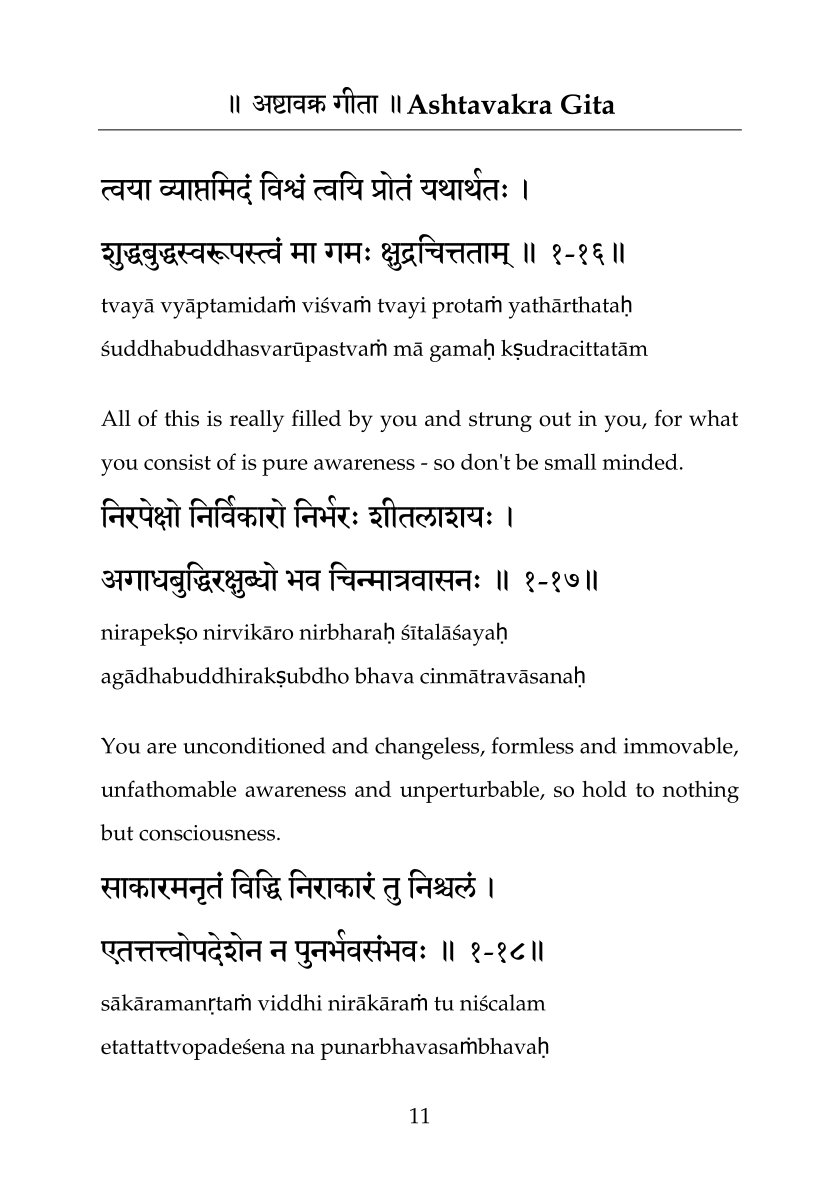 ॥ अष्टावक्र गीता ॥ Ashtavakra Gita
त्वया व्याप्तमिदं विश्वं त्वयि प्रोतं यथार्थतः ।
शुद्धबुद्धस्वरूपस्त्वं मा गमः क्षुद्रचित्तताम् ॥ १-१६॥
tvayā vyāptamidaṁ viśvaṁ tvayi protaṁ yathārthataḥ
śuddhabuddhasvarūpastvaṁ mā gamaḥ kṣudracittatām
All of this is really filled by you and strung out in you, for what
you consist of is pure awareness - so don't be small minded.
निरपेक्षो निर्विकारो निर्भरः शीतलाशयः ।
अगाधबुद्धिरक्षुब्धो भव चिन्मात्रवासनः ॥ १-१७॥
nirapekṣo nirvikāro nirbharaḥ śītalāśayaḥ
agādhabuddhirakṣubdho bhava cinmātravāsanaḥ
You are unconditioned and changeless, formless and immovable,
unfathomable awareness and unperturbable, so hold to nothing
but consciousness.
साकारमनृतं विद्धि निराकारं तु निश्चलं ।
एतत्तत्त्वोपदेशेन न पुनर्भवसंभवः ॥ १-१८॥
sākāramanṛtaṁ viddhi nirākāraṁ tu niścalam
etattattvopadeśena na punarbhavasaṁbhavaḥ
11